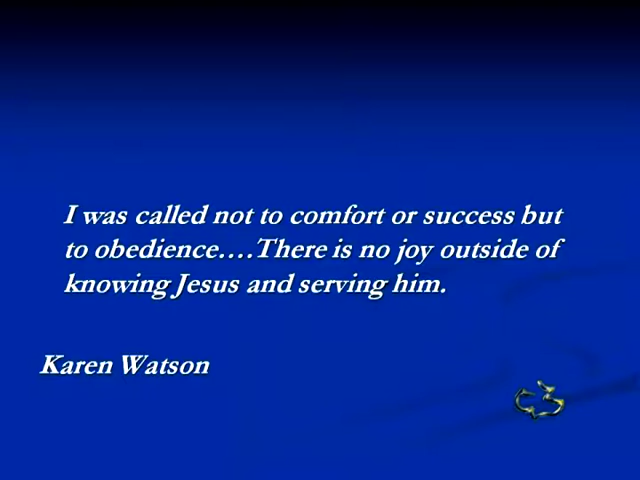 I was called not to comfort or success but
to obedience….There is no joy outside of
knowing Jesus and serving him.
Karen Watson